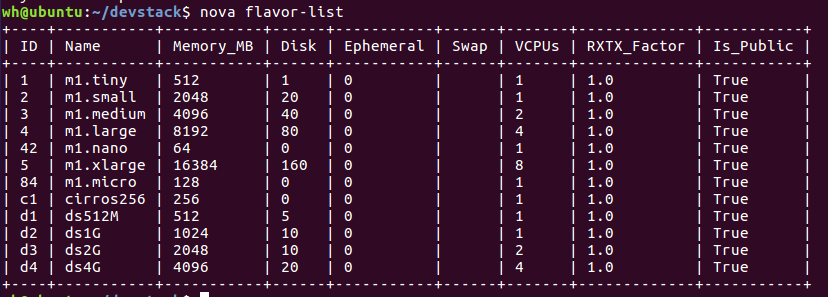 wh@ubuntu:~/devstack$ nova flavor-list
+----+-----------+-----------+------+-----------+------+-------+-------------+-----------+
| ID | Name      | Memory_MB | Disk | Ephemeral | Swap | VCPUs | RXTX_Factor | Is_Public |
+----+-----------+-----------+------+-----------+------+-------+-------------+-----------+
| 1  | m1.tiny   | 512       | 1    | 0         |      | 1     | 1.0         | True      |
| 2  | m1.small  | 2048      | 20   | 0         |      | 1     | 1.0         | True      |
| 3  | m1.medium | 4096      | 40   | 0         |      | 2     | 1.0         | True      |
| 4  | m1.large  | 8192      | 80   | 0         |      | 4     | 1.0         | True      |
| 42 | m1.nano   | 64        | 0    | 0         |      | 1     | 1.0         | True      |
| 5  | m1.xlarge | 16384     | 160  | 0         |      | 8     | 1.0         | True      |
| 84 | m1.micro  | 128       | 0    | 0         |      | 1     | 1.0         | True      |
| c1 | cirros256 | 256       | 0    | 0         |      | 1     | 1.0         | True      |
| d1 | ds512M    | 512       | 5    | 0         |      | 1     | 1.0         | True      |
| d2 | ds1G      | 1024      | 10   | 0         |      | 1     | 1.0         | True      |
| d3 | ds2G      | 2048      | 10   | 0         |      | 2     | 1.0         | True      |
| d4 | ds4G      | 4096      | 20   | 0         |      | 4     | 1.0         | True      |
+----+-----------+-----------+------+-----------+------+-------+-------------+-----------+